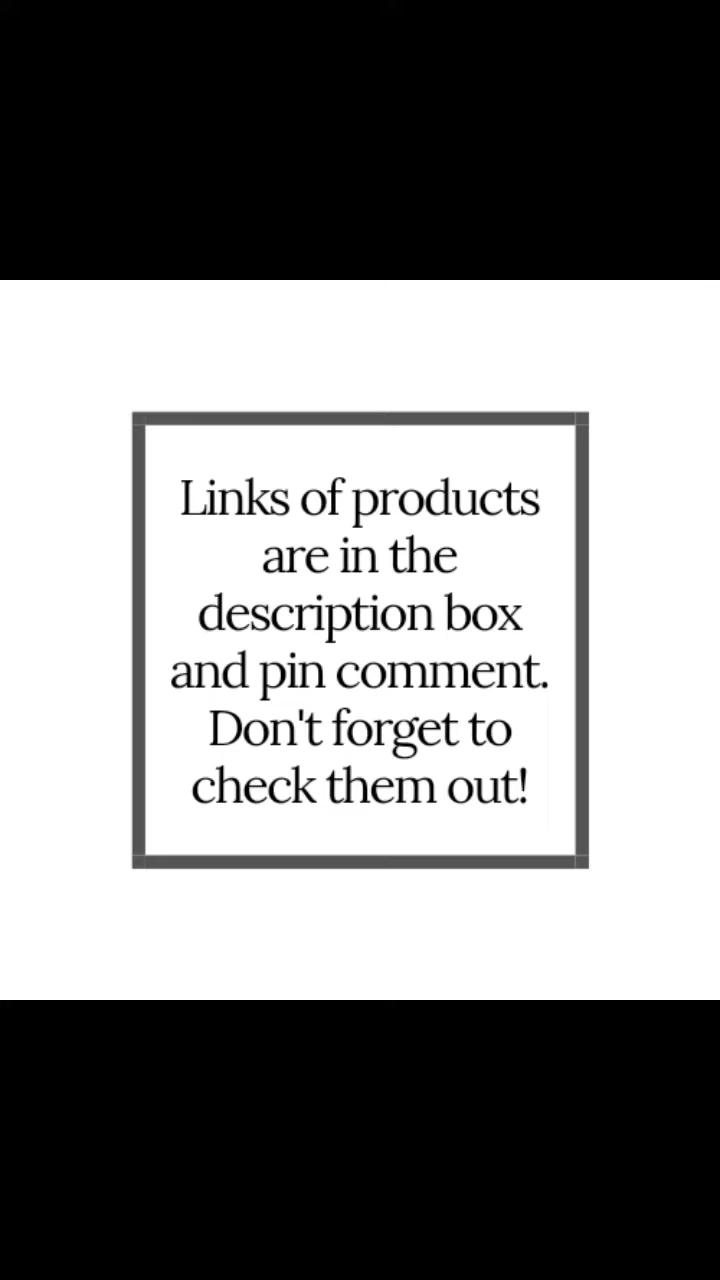 Links of products
are in the
description box
and pin comment.
Don't forget to
check them out!